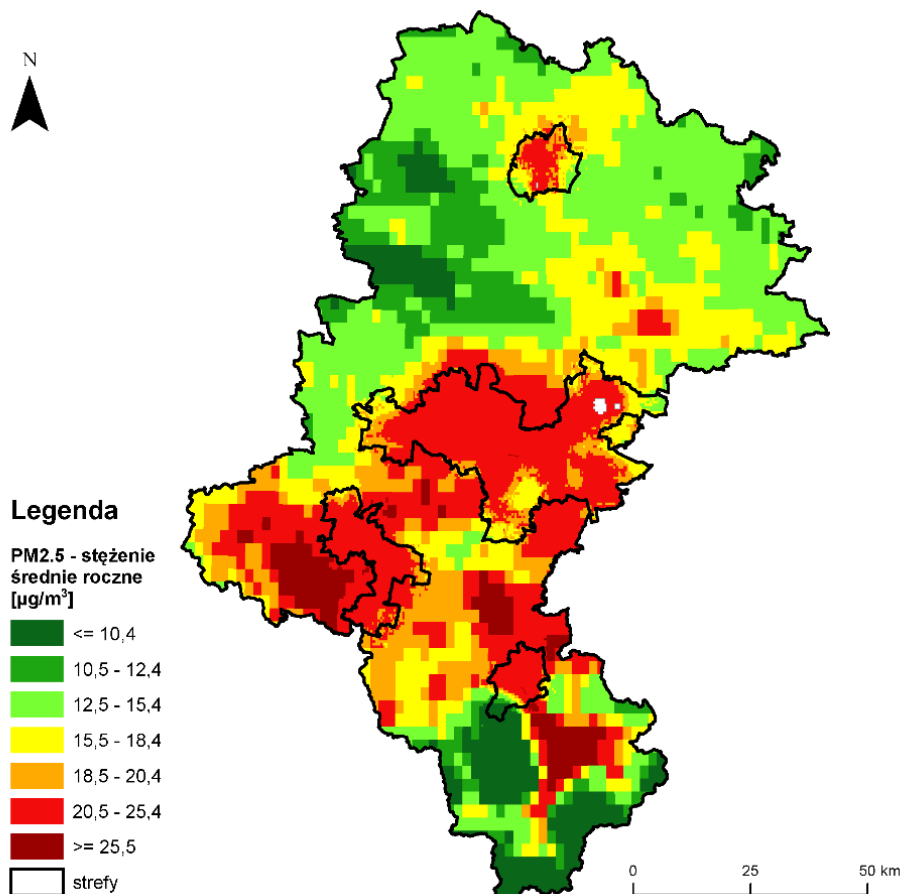 N
Legenda
PM2.5 - stężenie
średnie roczne
[µg/m³]
<= 10,4
10,5 - 12,4
12,5 - 15,4
15,5 - 18,4
18,5 - 20,4
20,5 - 25,4
>= 25,5
strefy
0 25 50 km